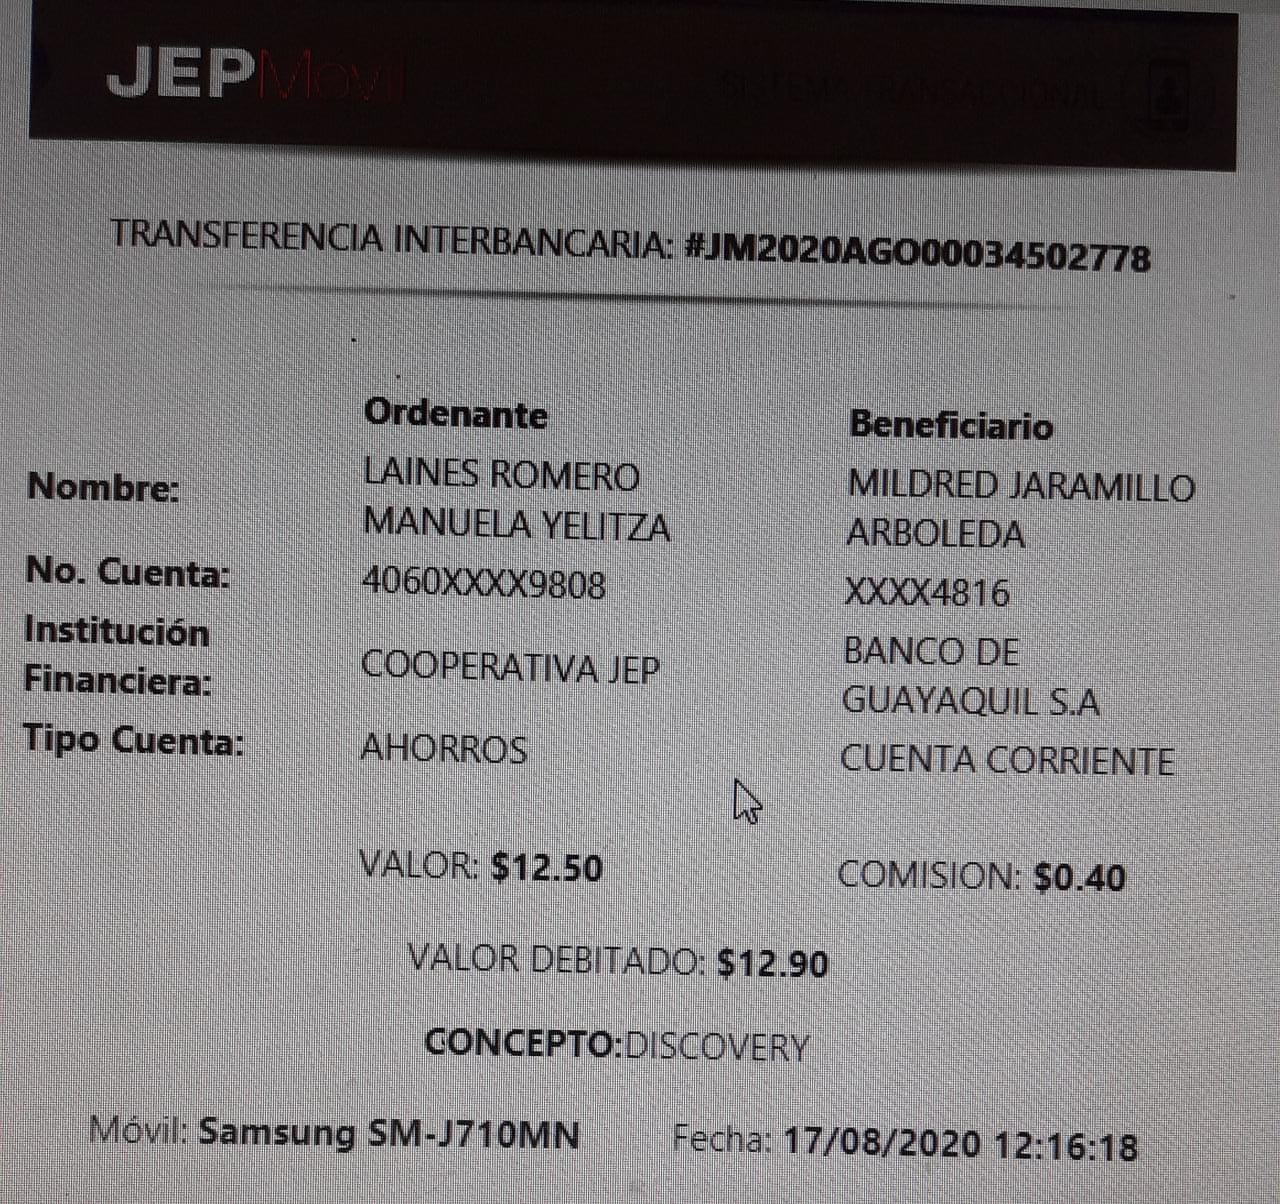 JEPMovil
SISTEMA TRANSACCIONAL
TRANSFERENCIA INTERBANCARIA: #JM2020AGO00034502778
Ordenante Beneficiario
Nombre: LAINES ROMERO MILDRED JARAMILLO
MANUELA YELITZA ARBOLEDA
No. Cuenta: 4060XXXX9808 XXXX4816
Institución BANCO DE
Financiera: COOPERATIVA JEP GUAYAQUIL S.A
Tipo Cuenta: AHORROS CUENTA CORRIENTE
VALOR: $12.50 COMISION: $0.40
VALOR DEBITADO: $12.90
CONCEPTO:DISCOVERY
Móvil: Samsung SM-J710MN Fecha: 17/08/2020 12:16:18